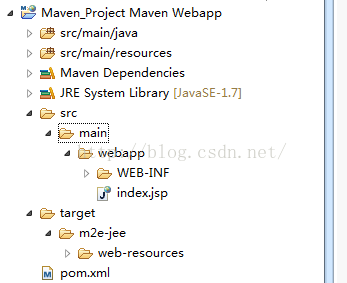 Maven_Project Maven Webapp
src/main/java
src/main/resources
Maven Dependencies
JRE System Library [JavaSE-1.7]
src
main
webapp
http://blog.csdn.net/
WEB-INF
index.jsp
target
m2e-jee
web-resources
pom.xml